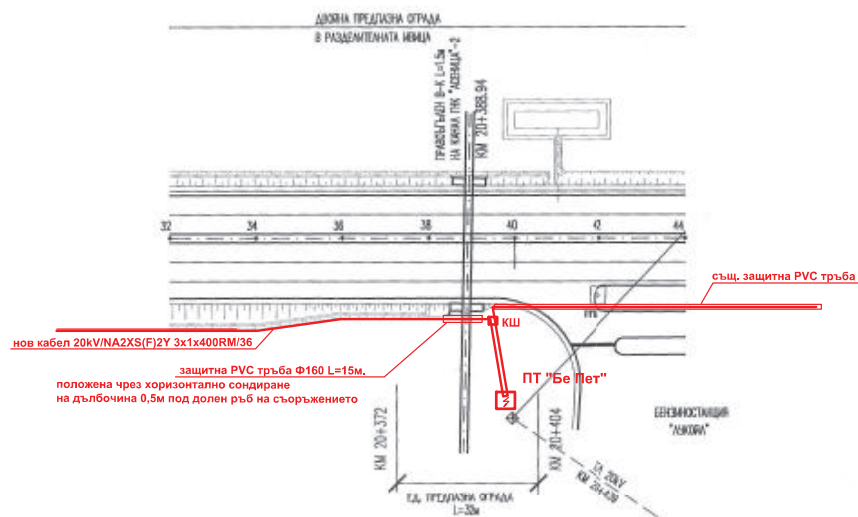 ДВОЙНА ПРЕДПАЗНА ОГРАДА
В РАЗДЕЛИТЕЛНАТА ИВИЦА
ПРАВОЪГЪЛЕН В-К L=1.5м
НА КАНАЛ ГНК "АСЕНИЦА"-2
КМ 20+388.94
32
34
36
38
40
42
44
същ. защитна PVC тръба
КШ
нов кабел 20kV/NA2XS(F)2Y 3x1x400RM/36
защитна PVC тръба Ф160 L=15м.
положена чрез хоризонтално сондиране
на дълбочина 0,5м под долен ръб на съоръжението
ПТ "Бе Пет"
БЕНЗИНОСТАНЦИЯ
"ЛУКОЙЛ"
КМ 20+372
КМ 20+404
ЕД. ПРЕДПАЗНА ОГРАДА
L=32м
20kV